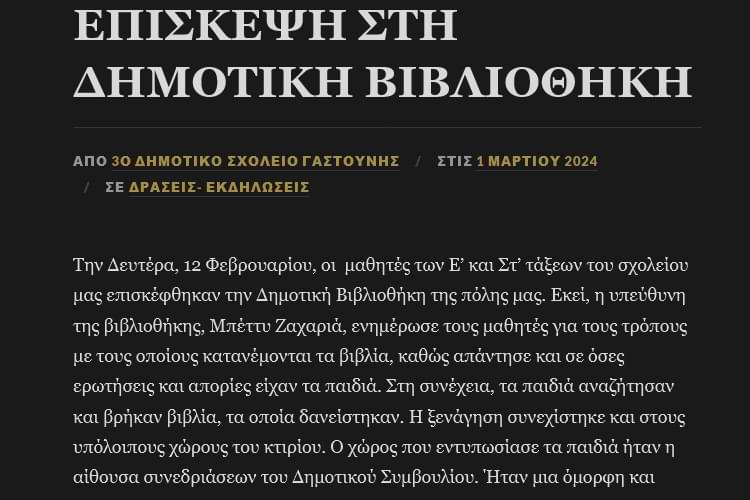 ΕΠΙΣΚΕΨΗ ΣΤΗ
ΔΗΜΟΤΙΚΗ ΒΙΒΛΙΟΘΗΚΗ
ΑΠΟ 3Ο ΔΗΜΟΤΙΚΟ ΣΧΟΛΕΙΟ ΓΑΣΤΟΥΝΗΣ / ΣΤΙΣ 1 ΜΑΡΤΙΟΥ 2024
/ ΣΕ ΔΡΑΣΕΙΣ- ΕΚΔΗΛΩΣΕΙΣ
Την Δευτέρα, 12 Φεβρουαρίου, οι μαθητές των Ε’ και Στ’ τάξεων του σχολείου
μας επισκέφθηκαν την Δημοτική Βιβλιοθήκη της πόλης μας. Εκεί, η υπεύθυνη
της βιβλιοθήκης, Μπέττυ Ζαχαριά, ενημέρωσε τους μαθητές για τους τρόπους
με τους οποίους κατανέμονται τα βιβλία, καθώς απάντησε και σε όσες
ερωτήσεις και απορίες είχαν τα παιδιά. Στη συνέχεια, τα παιδιά αναζήτησαν
και βρήκαν βιβλία, τα οποία δανείστηκαν. Η ξενάγηση συνεχίστηκε και στους
υπόλοιπους χώρους του κτιρίου. Ο χώρος που εντυπωσίασε τα παιδιά ήταν η
αίθουσα συνεδριάσεων του Δημοτικού Συμβουλίου. Ήταν μια όμορφη και